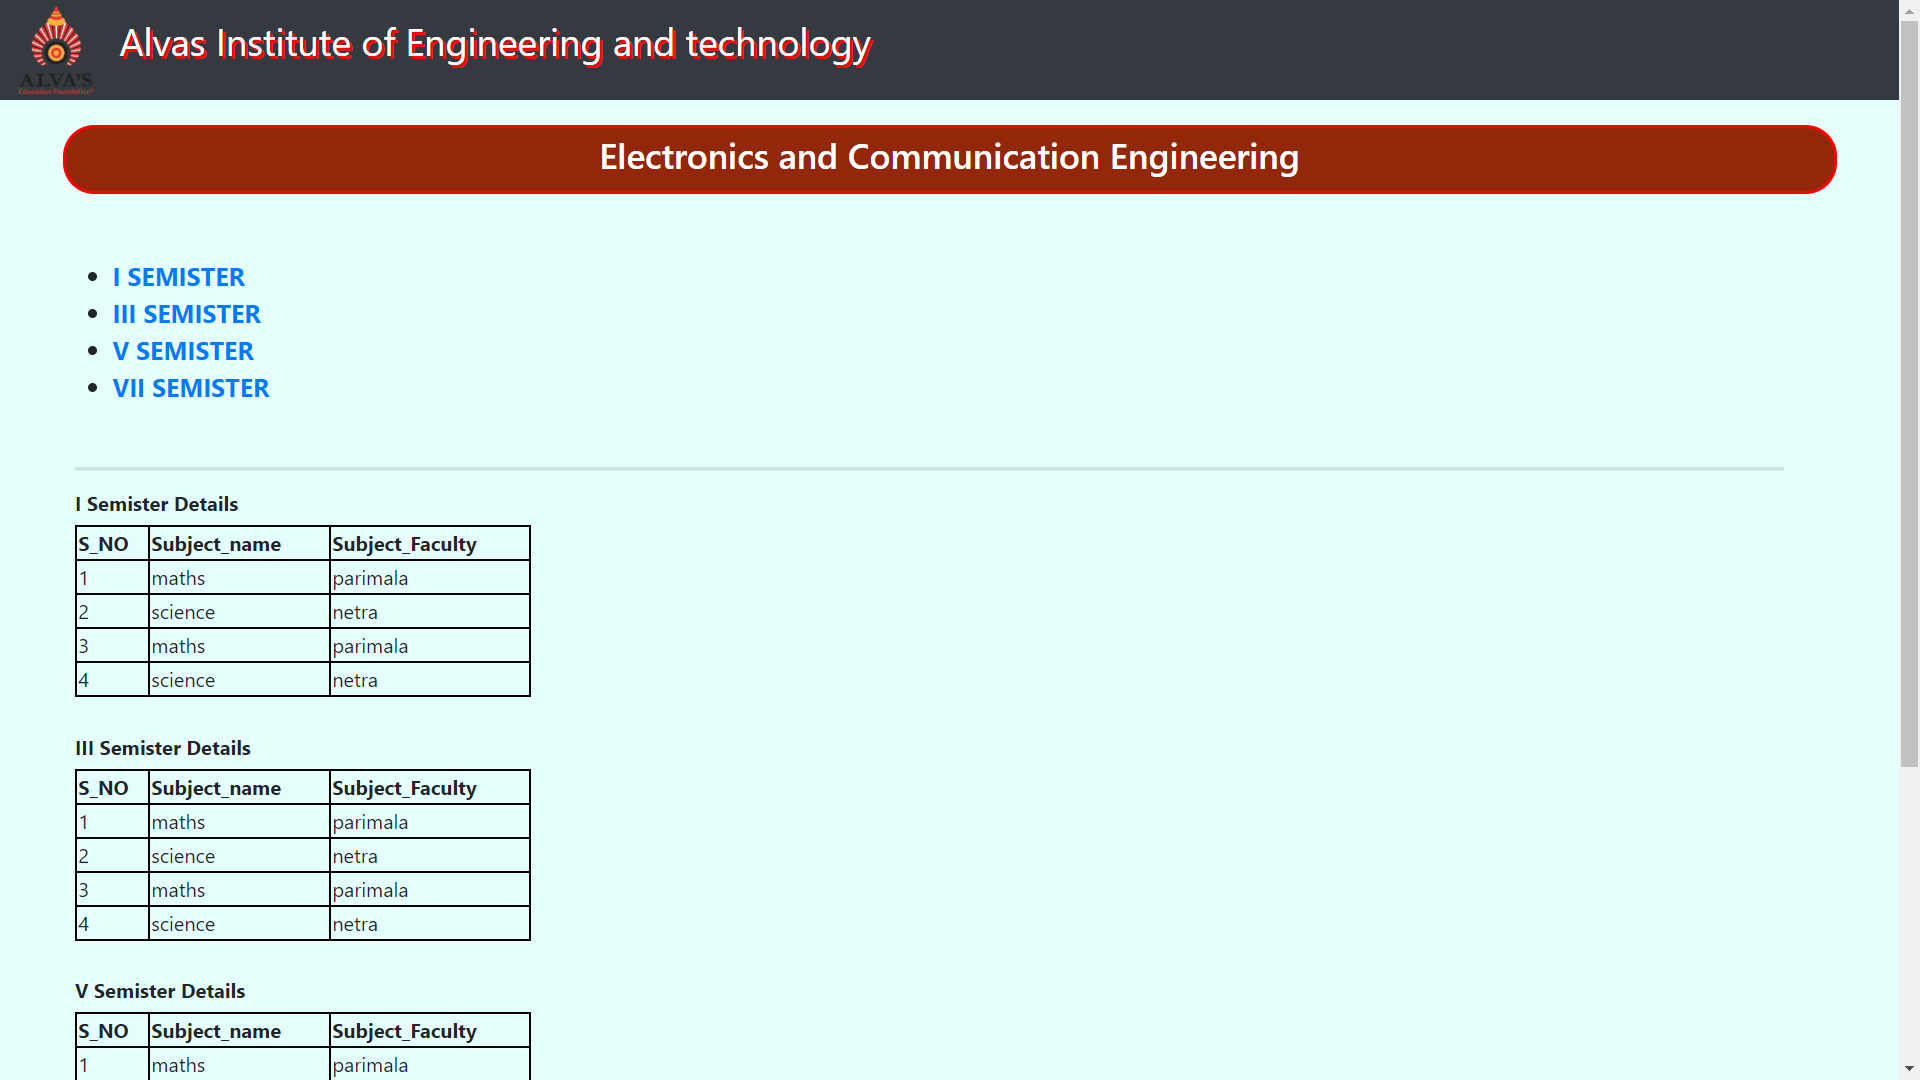 ALVA'S
Education Foundation®
Alvas Institute of Engineering and technology
Electronics and Communication Engineering
I SEMISTER
III SEMISTER
V SEMISTER
VII SEMISTER
I Semister Details
S_NO Subject_name Subject_Faculty
1 maths parimala
2 science netra
3 maths parimala
4 science netra
III Semister Details
S_NO Subject_name Subject_Faculty
1 maths parimala
2 science netra
3 maths parimala
4 science netra
V Semister Details
S_NO Subject_name Subject_Faculty
1 maths parimala